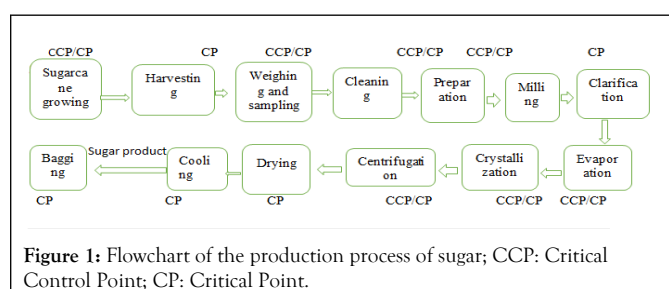 CCP/CP CP CCP/CP CCP/CP CCP/CP CP
Sugarca
ne
growing
Harvestin
g
Weighin
g and
sampling
Cleanin
g
Prepar
ation
Milli
ng
Clarifica
tion
Baggi
ng
Sugar product
Cooli
ng
Drying
Centrifugati
on
Crystalli
zation
Evapor
ation
CP CP CP CCP/CP CCP/CP CCP/CP
Figure 1: Flowchart of the production process of sugar; CCP: Critical
Control Point; CP: Critical Point.